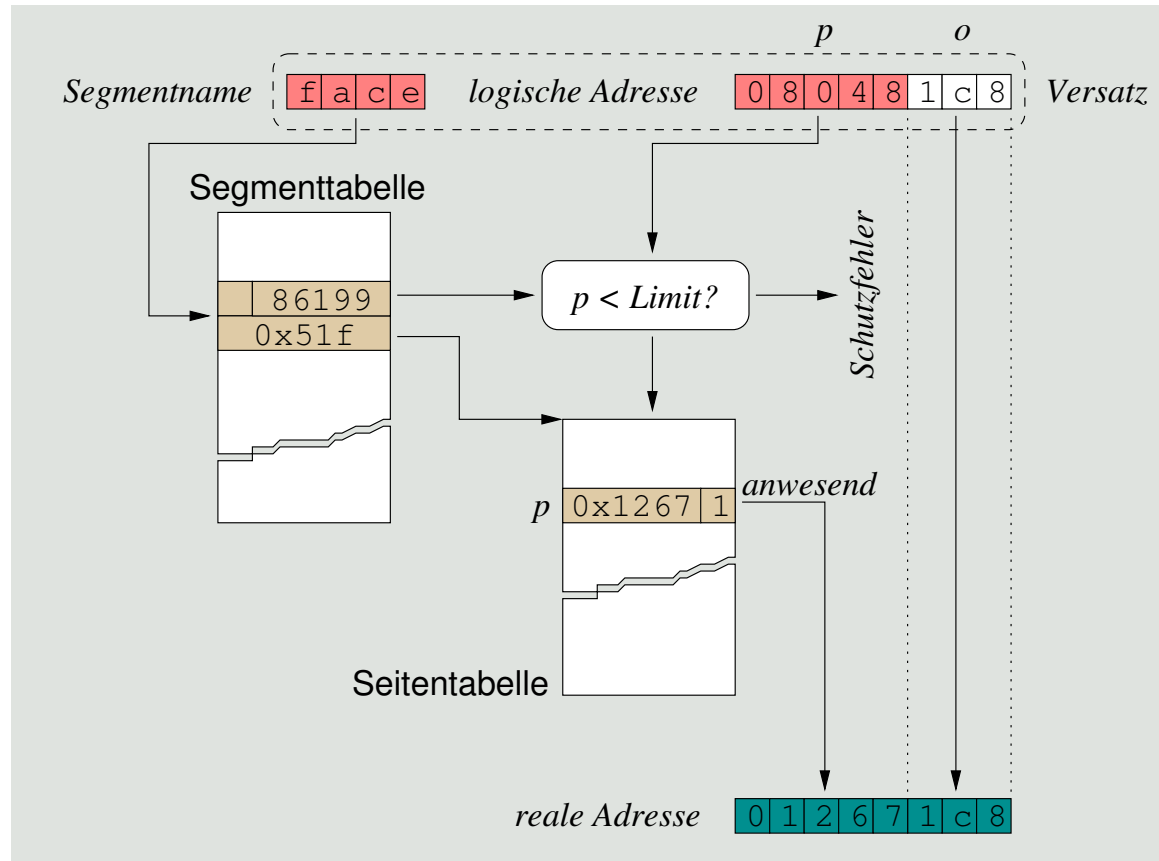 p o
Segmentname f a c e logische Adresse 0 8 0 4 8 1 c 8 Versatz
Segmenttabelle
86199
0x51f
p < Limit?
Schutzfehler
anwesend
p 0x1267 1
Seitentabelle
reale Adresse 0 1 2 6 7 1 c 8